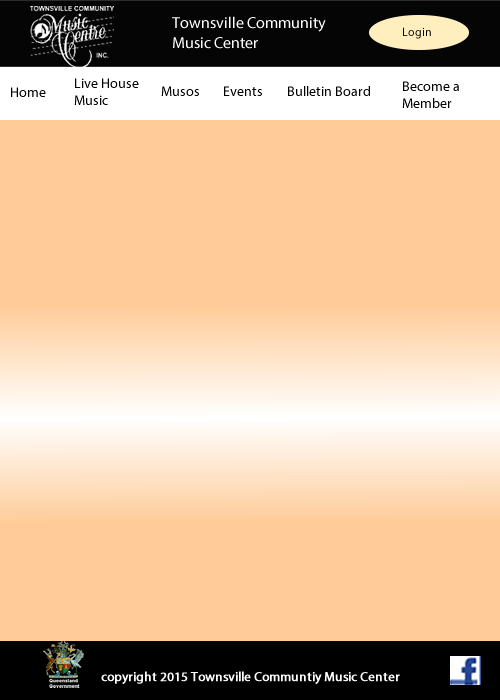 TOWNSVILLE COMMUNITY
Music
Centre
INC.
Townsville Community
Music Center
Login
Home
Live House
Music
Musos
Events
Bulletin Board
Become a
Member
Queensland
Government
copyright 2015 Townsville Communtiy Music Center
f